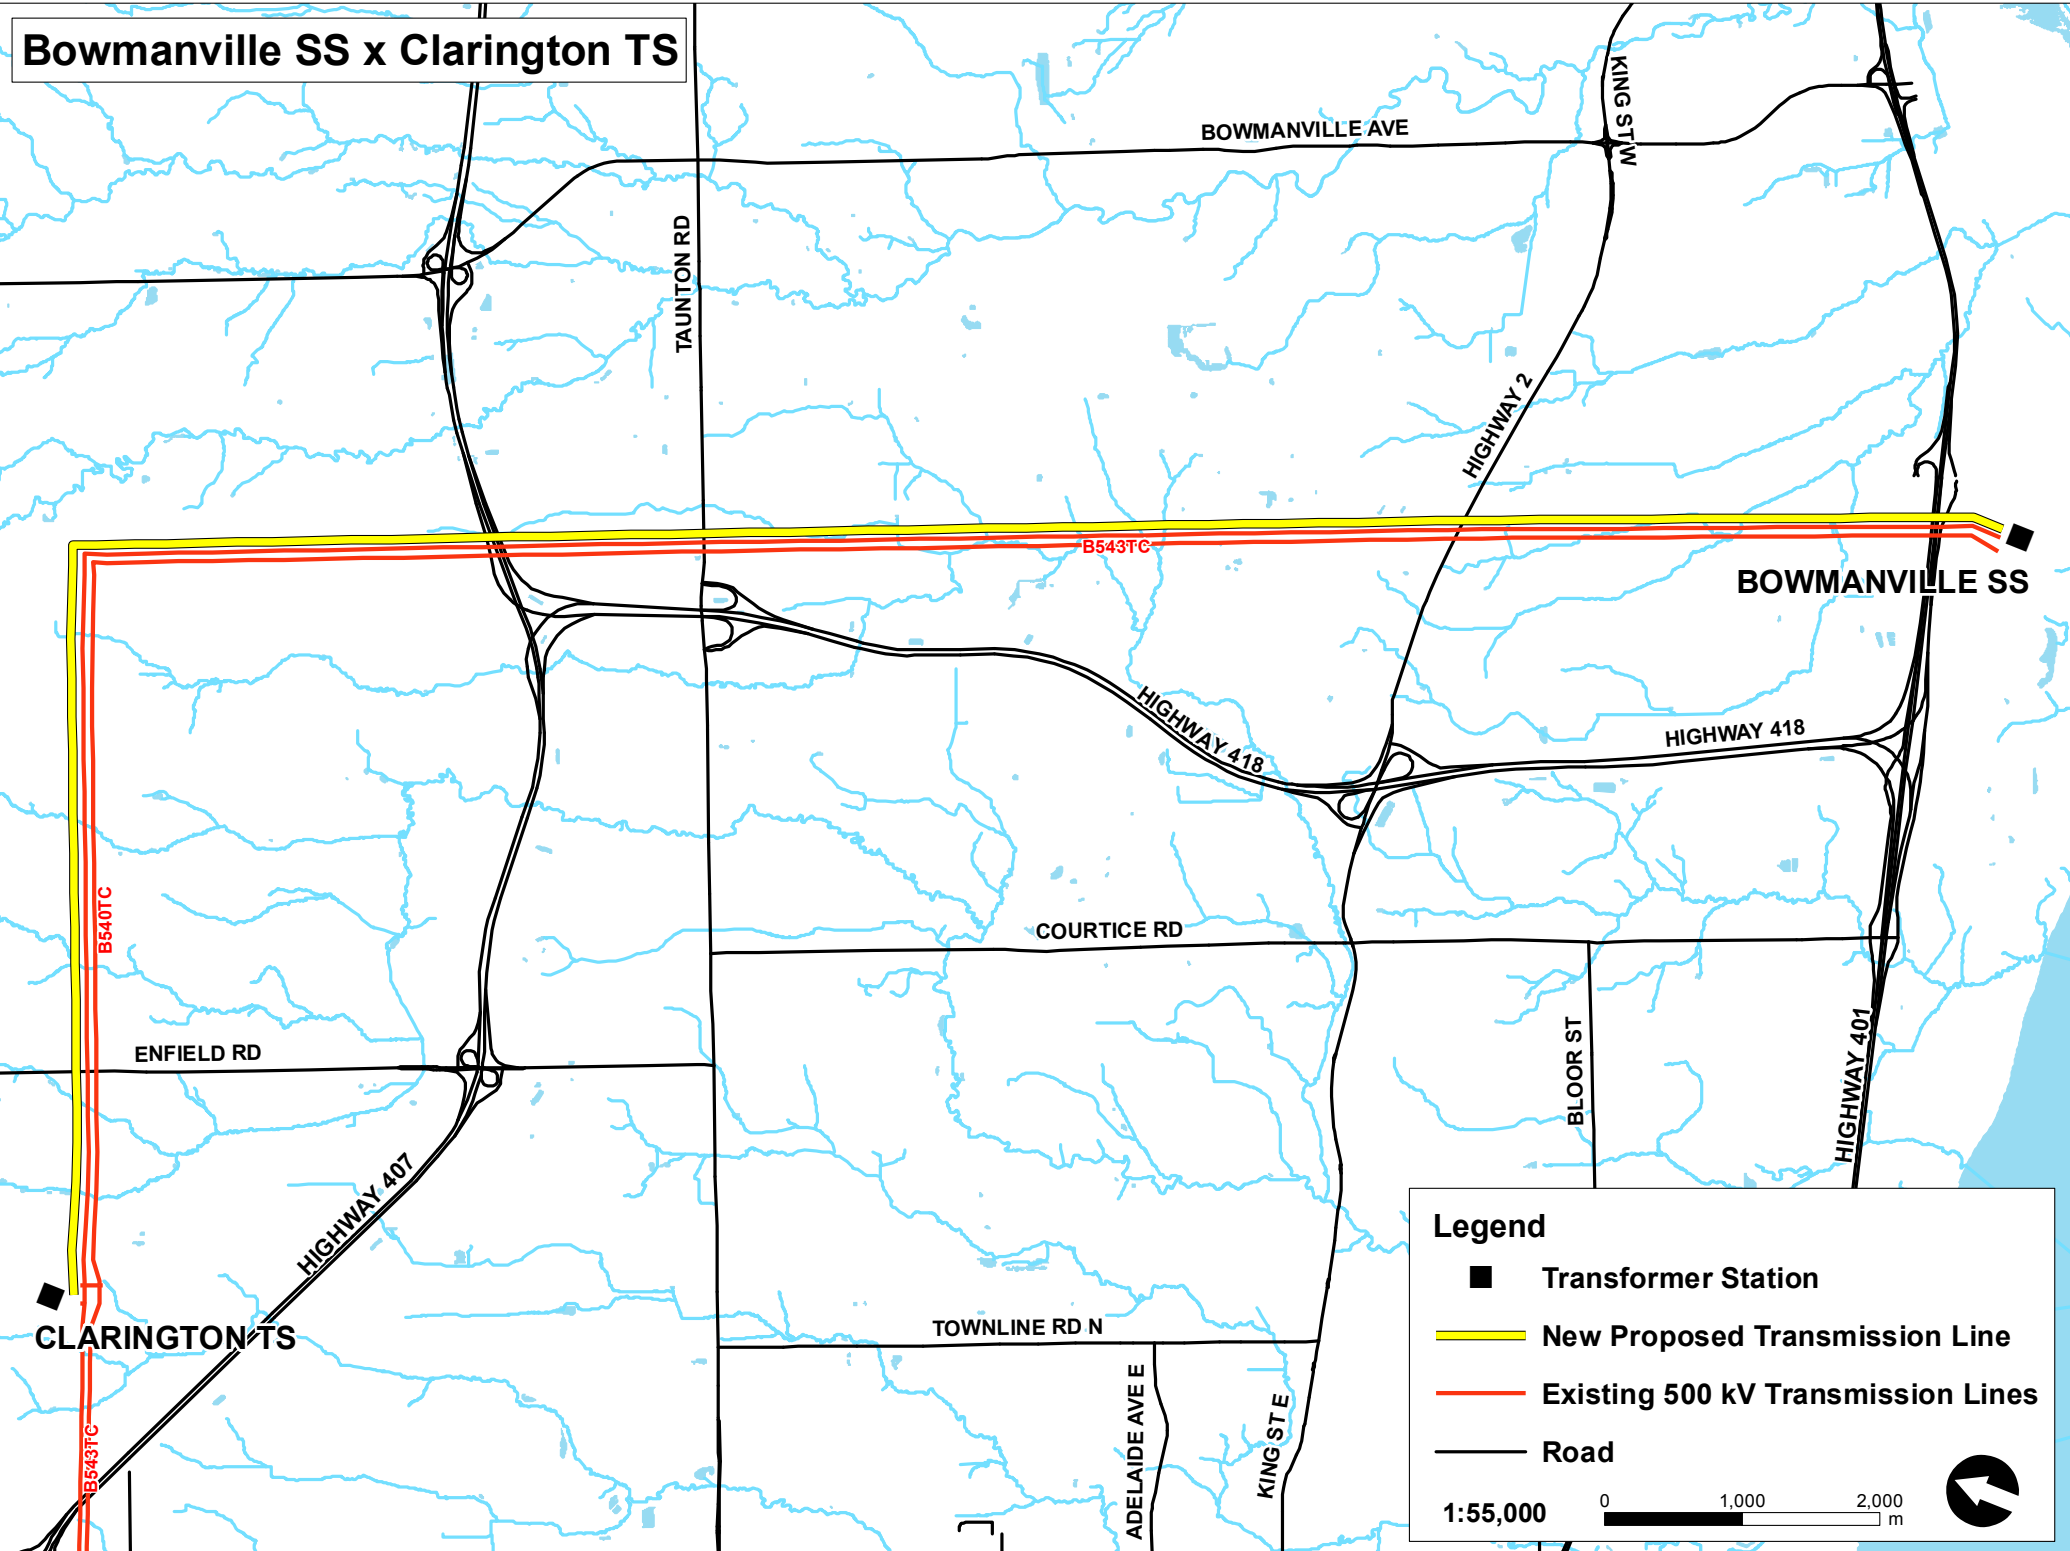 Bowmanville SS x Clarington TS
KING ST W
BOWMANVILLE AVE
TAUNTON RD
HIGHWAY 2
B543TC
BOWMANVILLE SS
HIGHWAY 418
HIGHWAY 418
B540TC
COURTICE RD
ENFIELD RD
BLOOR ST
HIGHWAY 401
HIGHWAY 407
CLARINGTON TS
TOWNLINE RD N
ADELAIDE AVE E
KING ST E
B543TC
Legend
Transformer Station
New Proposed Transmission Line
Existing 500 kV Transmission Lines
Road
1:55,000
0 1,000 2,000
m